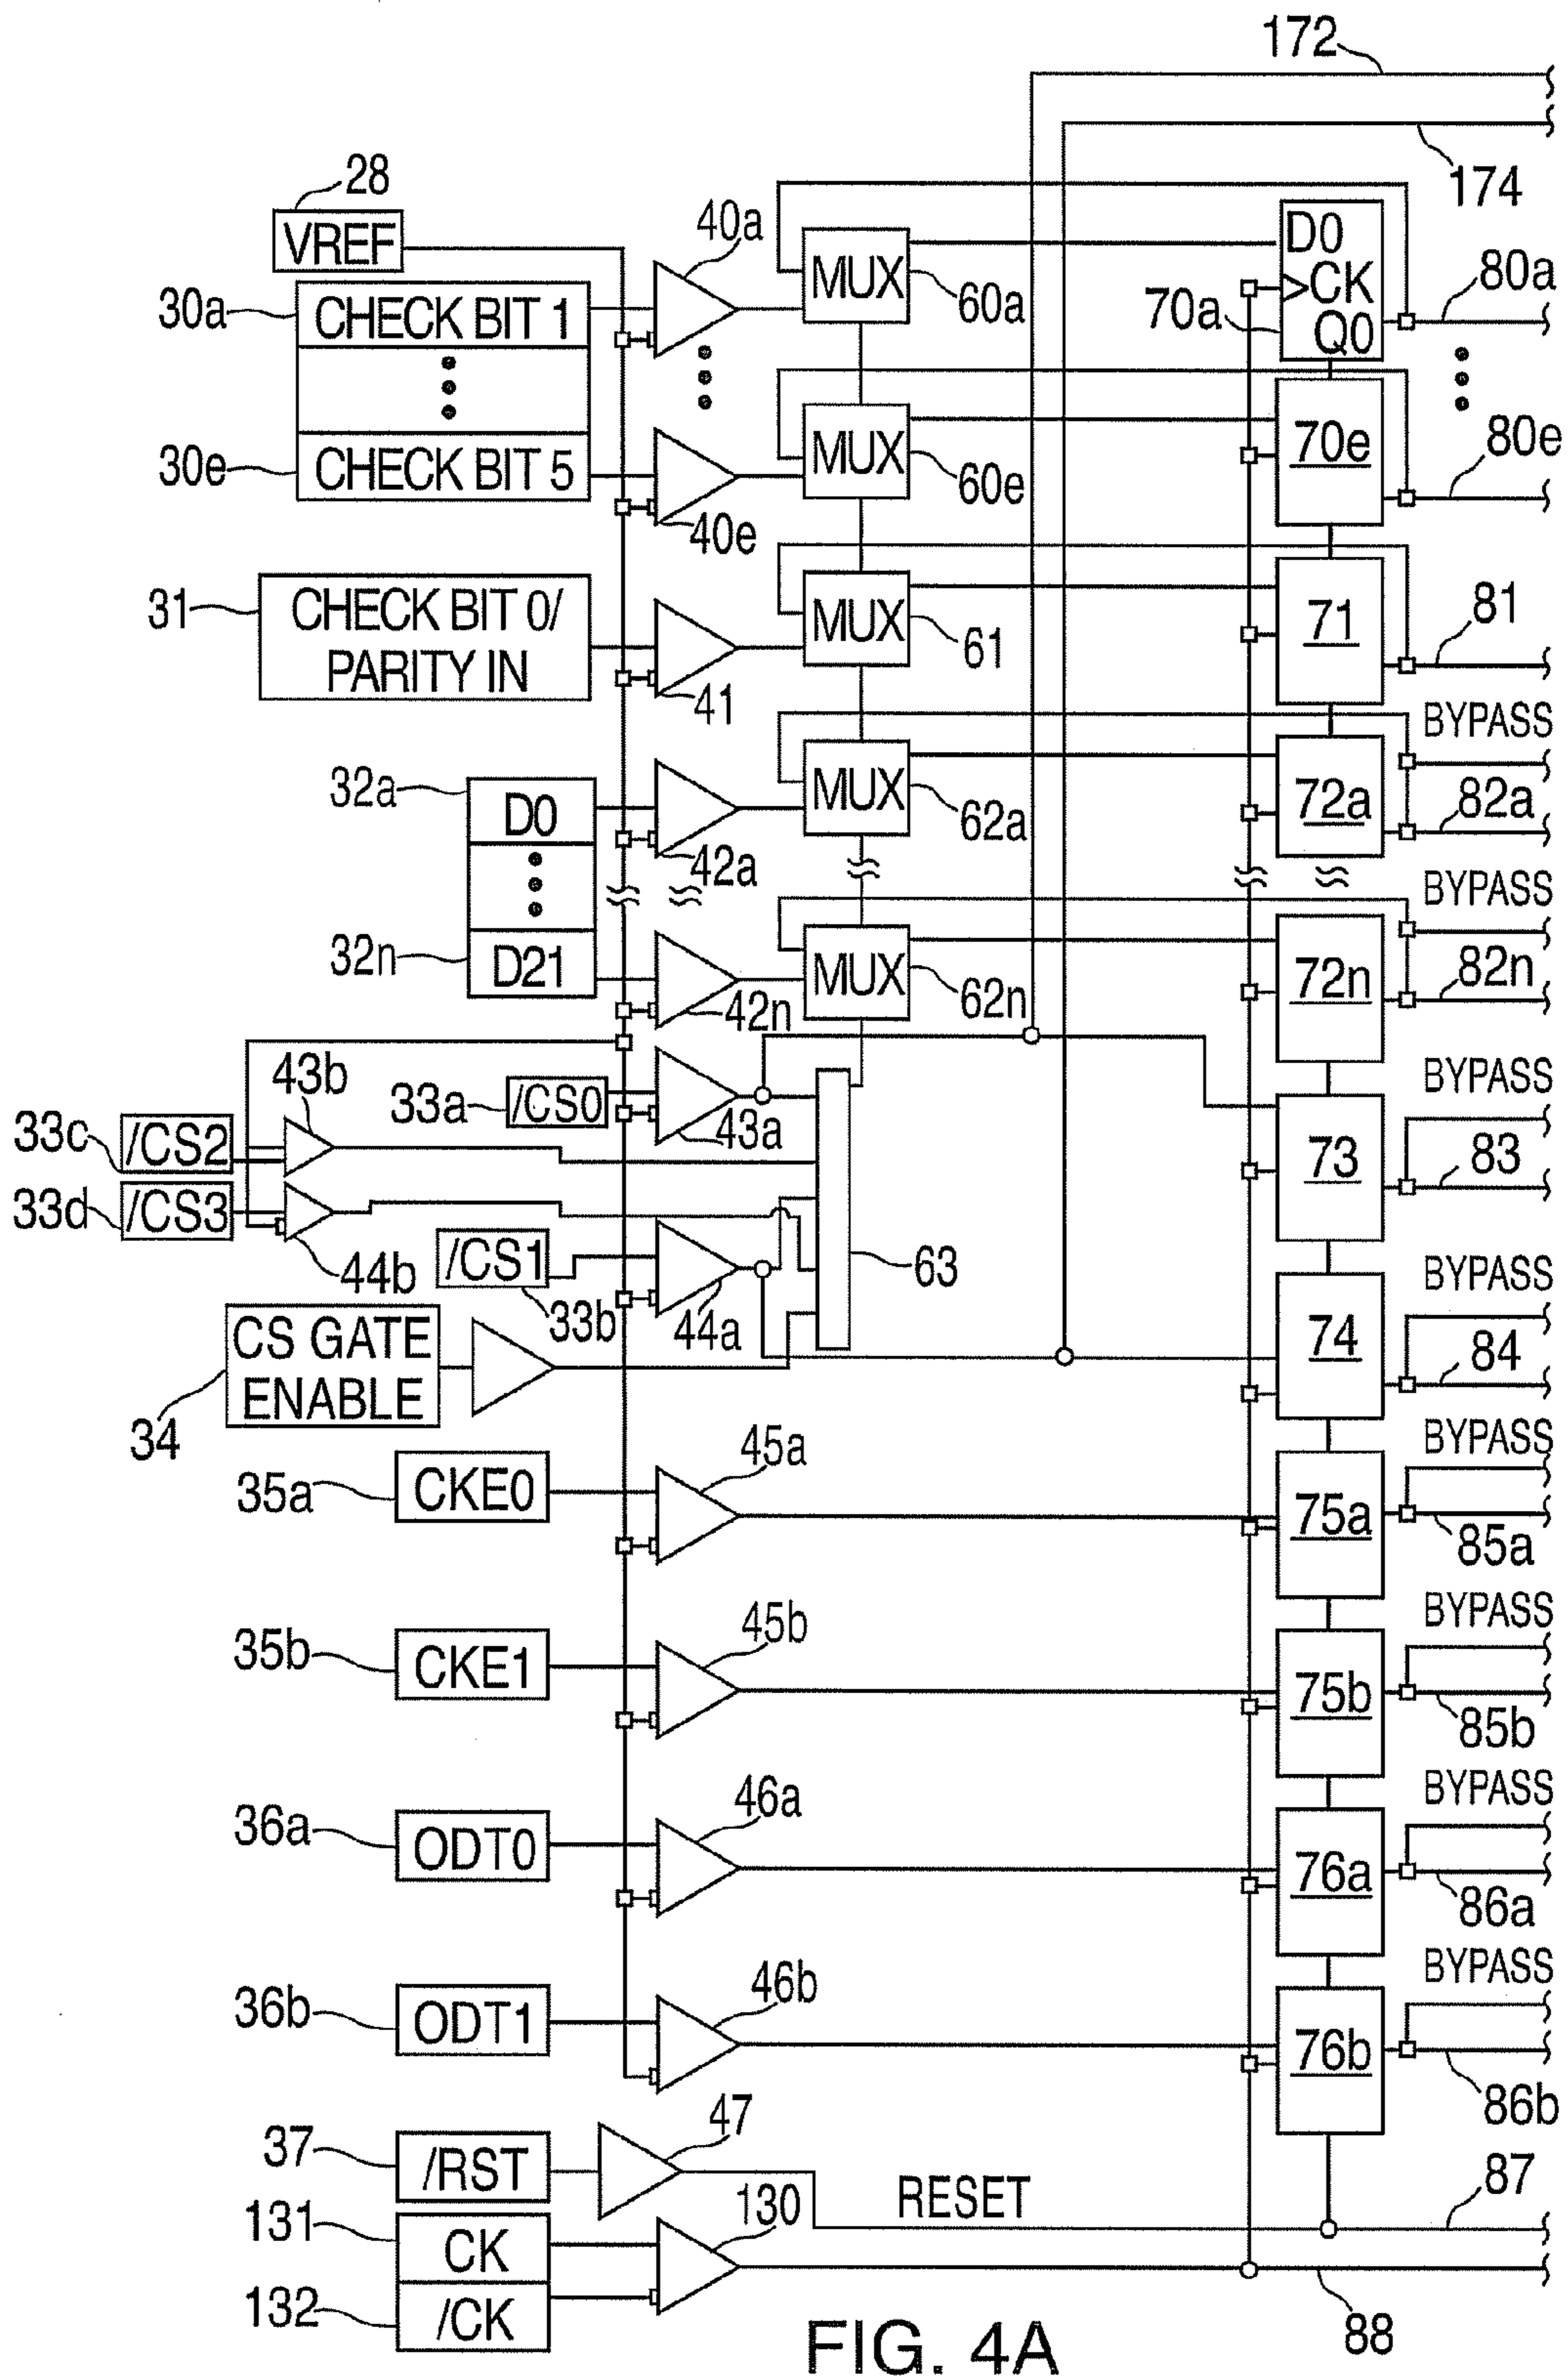 172
174
28
VREF
40a
MUX
60a
D0
CK
Q0
70a
80a
30a
CHECK BIT 1
30e
CHECK BIT 5
40e
MUX
60e
70e
80e
31
CHECK BIT 0/
PARITY IN
41
MUX
61
71
81
BYPASS
32a
D0
42a
MUX
62a
72a
82a
BYPASS
32n
D21
42n
MUX
62n
72n
82n
BYPASS
43b
33a
/CS0
43a
33c
/CS2
73
83
33d
/CS3
44b
/CS1
33b
44a
63
BYPASS
34
CS GATE
ENABLE
74
84
BYPASS
35a
CKE0
45a
75a
85a
BYPASS
35b
CKE1
45b
75b
85b
BYPASS
36a
ODT0
46a
76a
86a
BYPASS
36b
ODT1
46b
76b
86b
37
/RST
47
RESET
87
131
CK
130
132
/CK
88
FIG. 4A